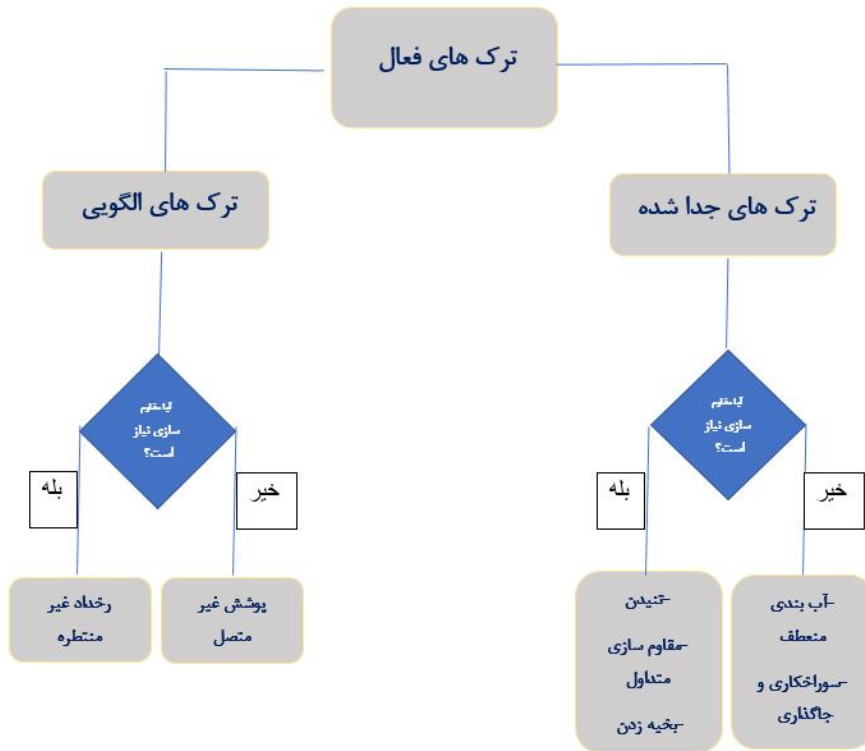 ترک های فعال
ترک های جدا شده
ترک های الگویی
آیا مقاوم
سازی نیاز
است؟
آیا مقاوم
سازی نیاز
است؟
خیر
بله
خیر
بله
-آب بندی
منعطف
-سوراخکاری و
جاگذاری
-تنیدن
-مقاوم سازی
متداول
-بخیه زدن
پوشش غیر
متصل
رخداد غیر
منتطره